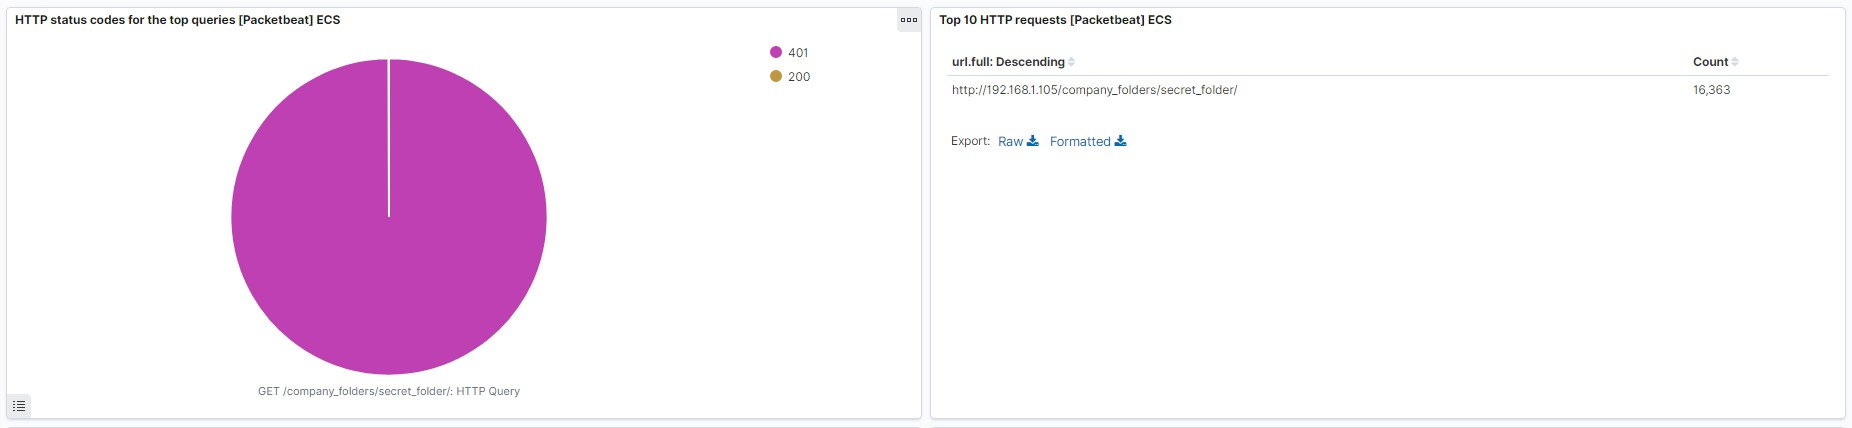 HTTP status codes for the top queries [Packetbeat] ECS
401
200
GET /company_folders/secret_folder/: HTTP Query
Top 10 HTTP requests [Packetbeat] ECS
url.full: Descending Count
http://192.168.1.105/company_folders/secret_folder/ 16,363
Export: Raw Formatted